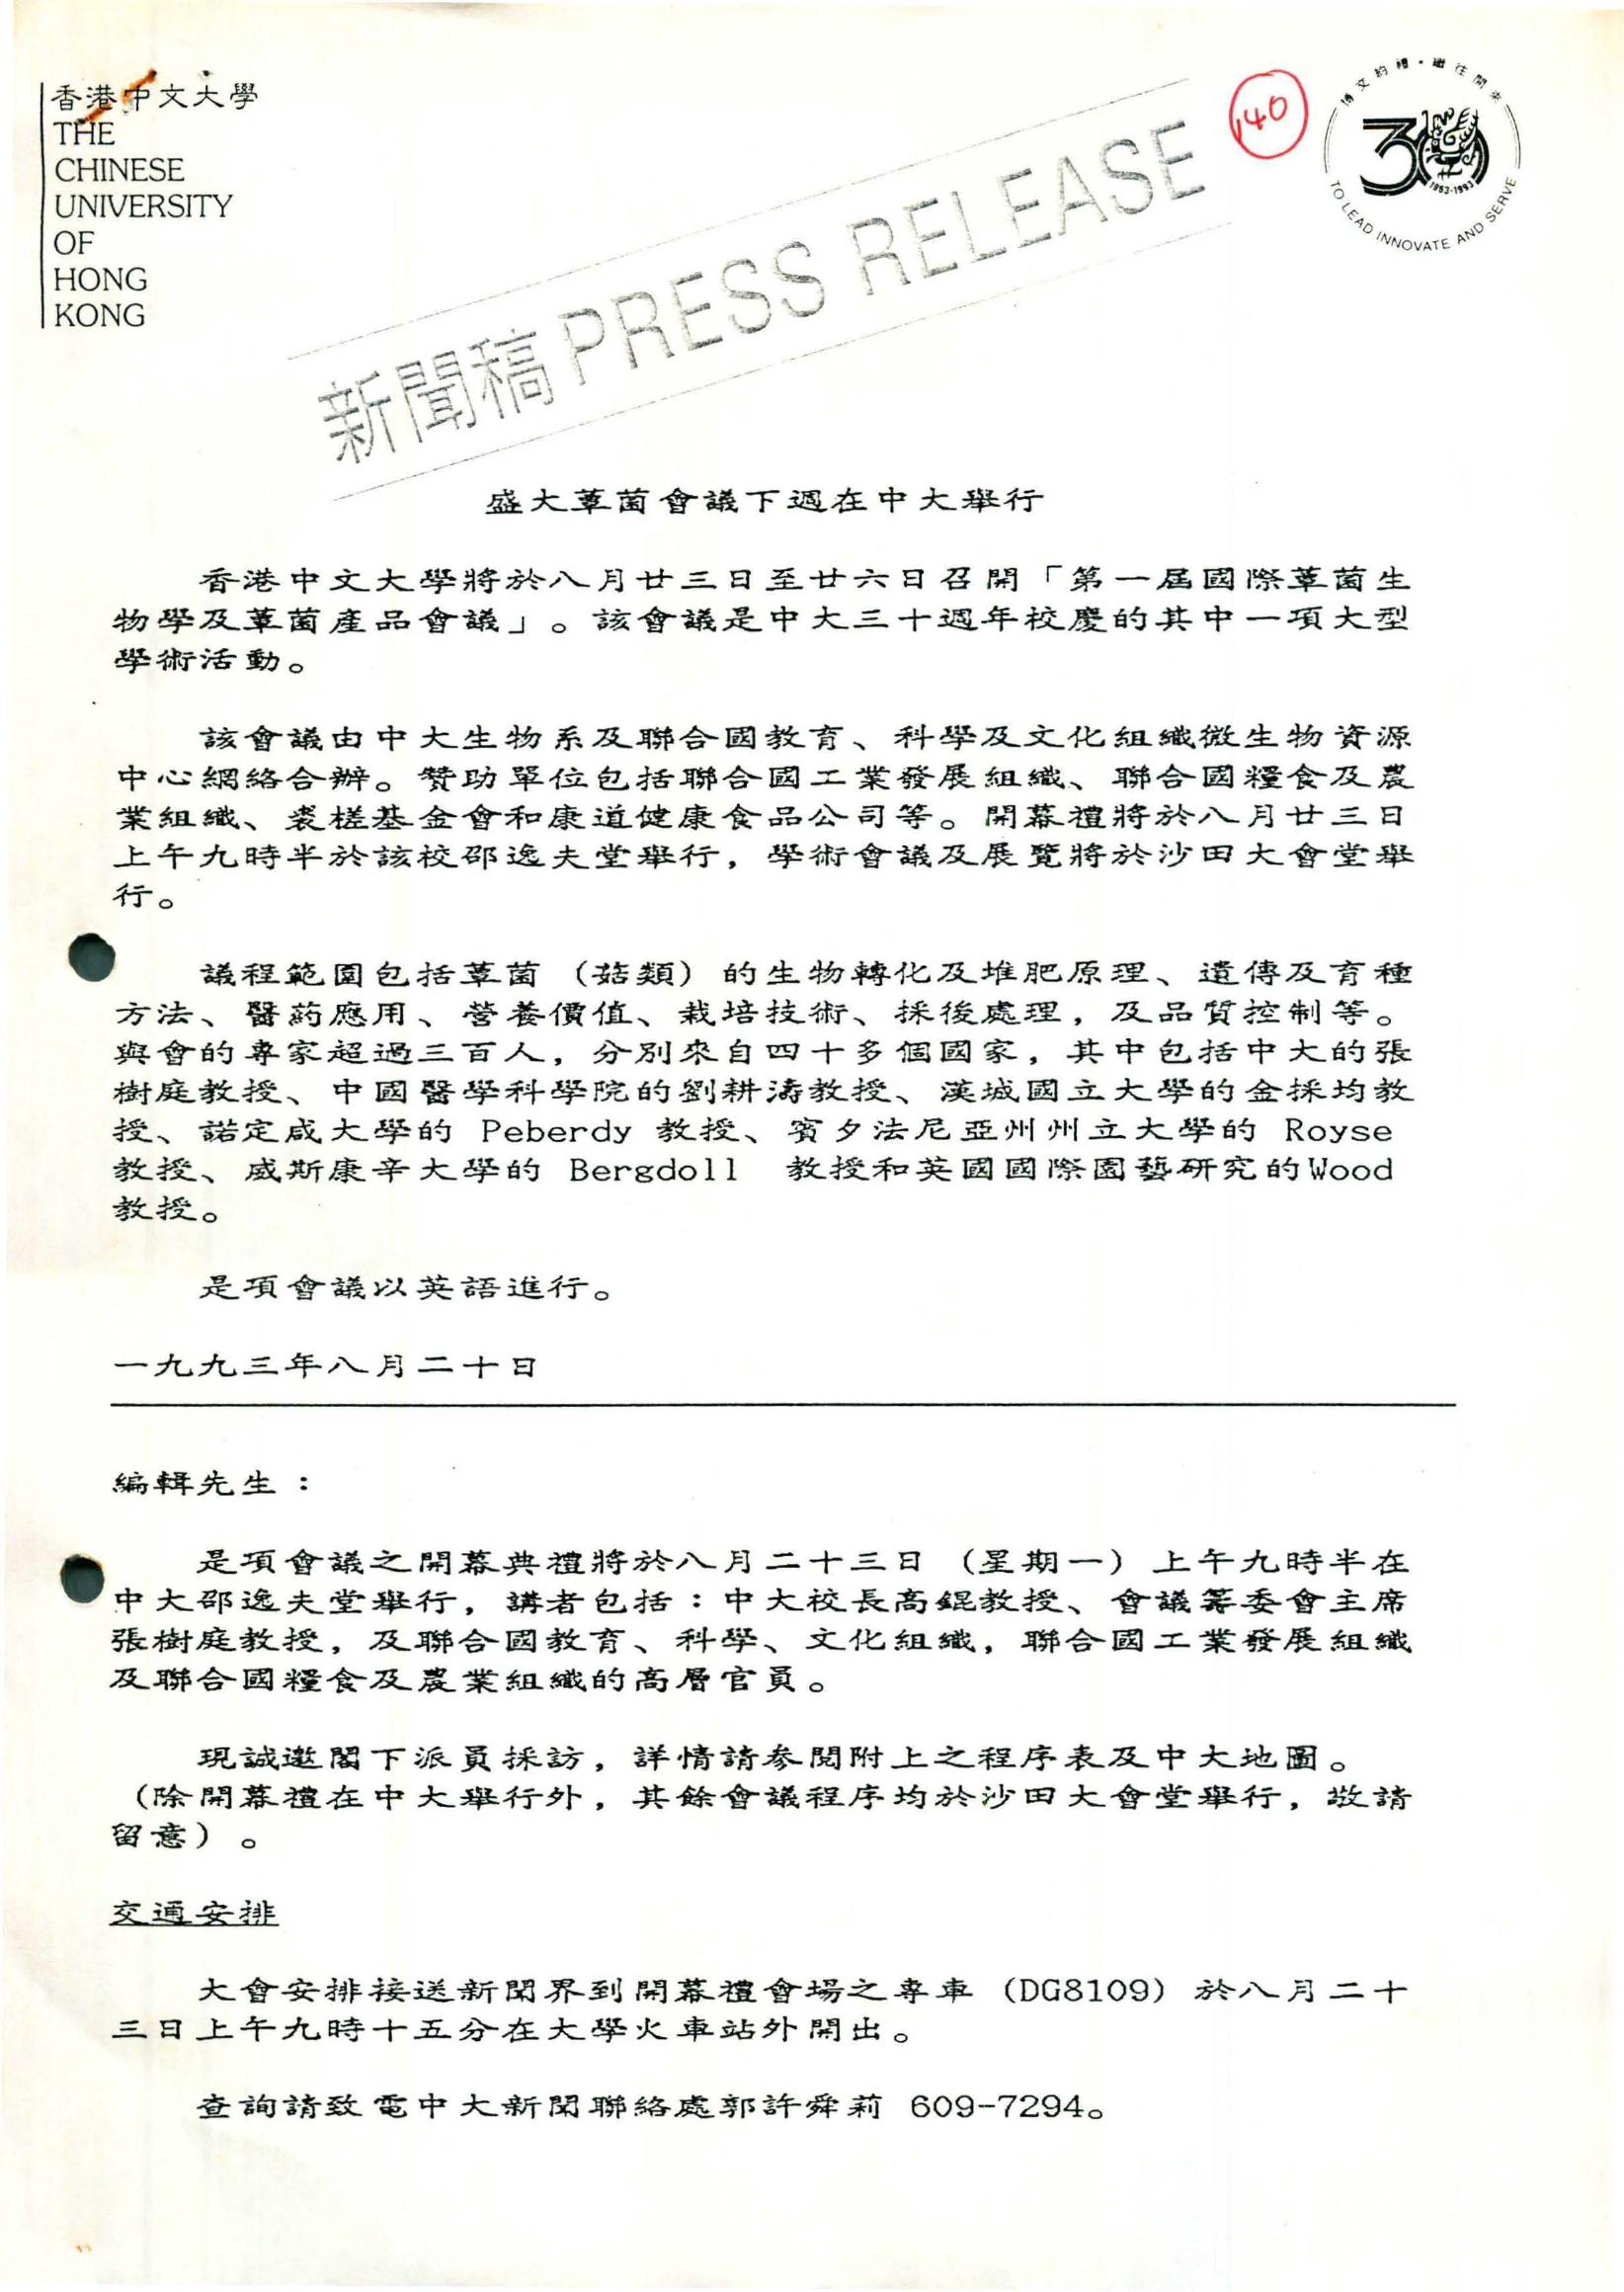 香港中文大學
THE
CHINESE
UNIVERSITY
OF
HONG
KONG
新聞稿 PRESS RELEASE
140
博文約禮·繼往開來
30
1963-1993
TO LEAD INNOVATE AND SERVE
盛大蕈菌會議下週在中大舉行
香港中文大學將於八月廿三日至廿六日召開「第一屆國際蕈菌生
物學及蕈菌產品會議」。該會議是中大三十週年校慶的其中一項大型
學術活動。
該會議由中大生物系及聯合國教育、科學及文化組織微生物資源
中心網絡合辦。贊助單位包括聯合國工業發展組織、聯合國糧食及農
業組織、裘槎基金會和康道健康食品公司等。開幕禮將於八月廿三日
上午九時半於該校邵逸夫堂舉行，學術會議及展覽將於沙田大會堂舉
行。
議程範圍包括蕈菌（菇類）的生物轉化及堆肥原理、遺傳及育種
方法、醫葯應用、營養價值、栽培技術、採後處理，及品質控制等。
與會的專家超過三百人，分別來自四十多個國家，其中包括中大的張
樹庭教授、中國醫學科學院的劉耕濤教授、漢城國立大學的金採均教
授、諾定咸大學的 Peberdy 教授、賓夕法尼亞州州立大學的 Royse
教授、威斯康辛大學的 Bergdoll 教授和英國國際園藝研究的Wood
教授。
是項會議以英語進行。
一九九三年八月二十日
編輯先生：
是項會議之開幕典禮將於八月二十三日（星期一）上午九時半在
中大邵逸夫堂舉行，講者包括：中大校長高錕教授、會議籌委會主席
張樹庭教授，及聯合國教育、科學、文化組織，聯合國工業發展組織
及聯合國糧食及農業組織的高層官員。
現誠邀閣下派員採訪，詳情請參閱附上之程序表及中大地圖。
（除開幕禮在中大舉行外，其餘會議程序均於沙田大會堂舉行，敬請
留意）。
交通安排
大會安排接送新聞界到開幕禮會場之專車（DG8109）於八月二十
三日上午九時十五分在大學火車站外開出。
查詢請致電中大新聞聯絡處郭許舜莉 609-7294。